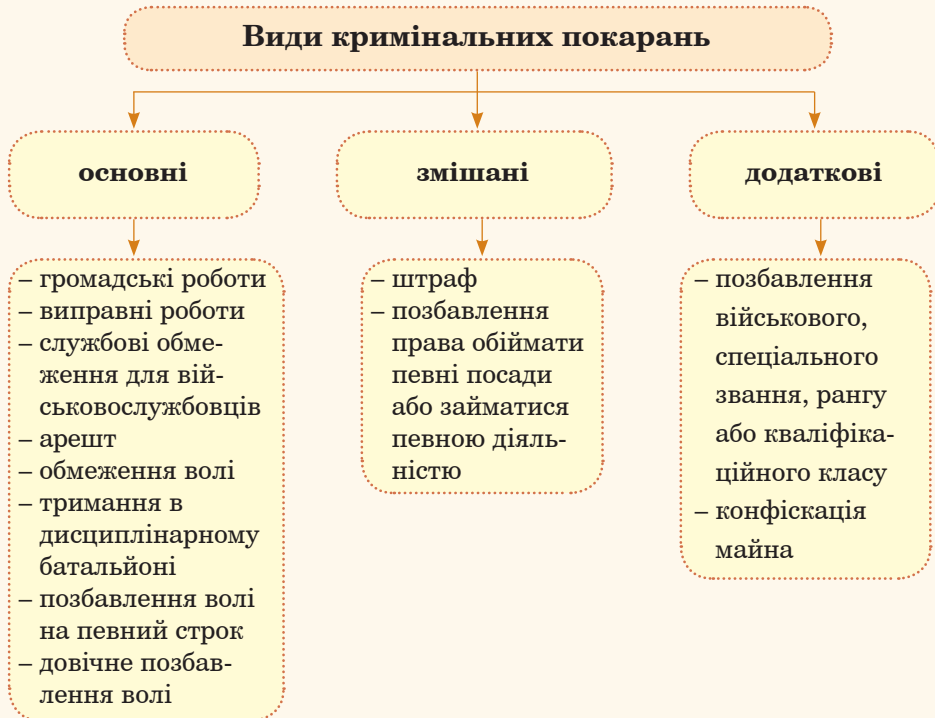 Види кримінальних покарань
основні
змішані
додаткові
– громадські роботи
– виправні роботи
– службові обме-
ження для вій-
ськовослужбовців
– арешт
– обмеження волі
– тримання в
дисциплінарному
батальйоні
– позбавлення волі
на певний строк
– довічне позбав-
лення волі
– штраф
– позбавлення
права обіймати
певні посади
або займатися
певною діяль-
ністю
– позбавлення
військового,
спеціального
звання, рангу
або кваліфіка-
ційного класу
– конфіскація
майна